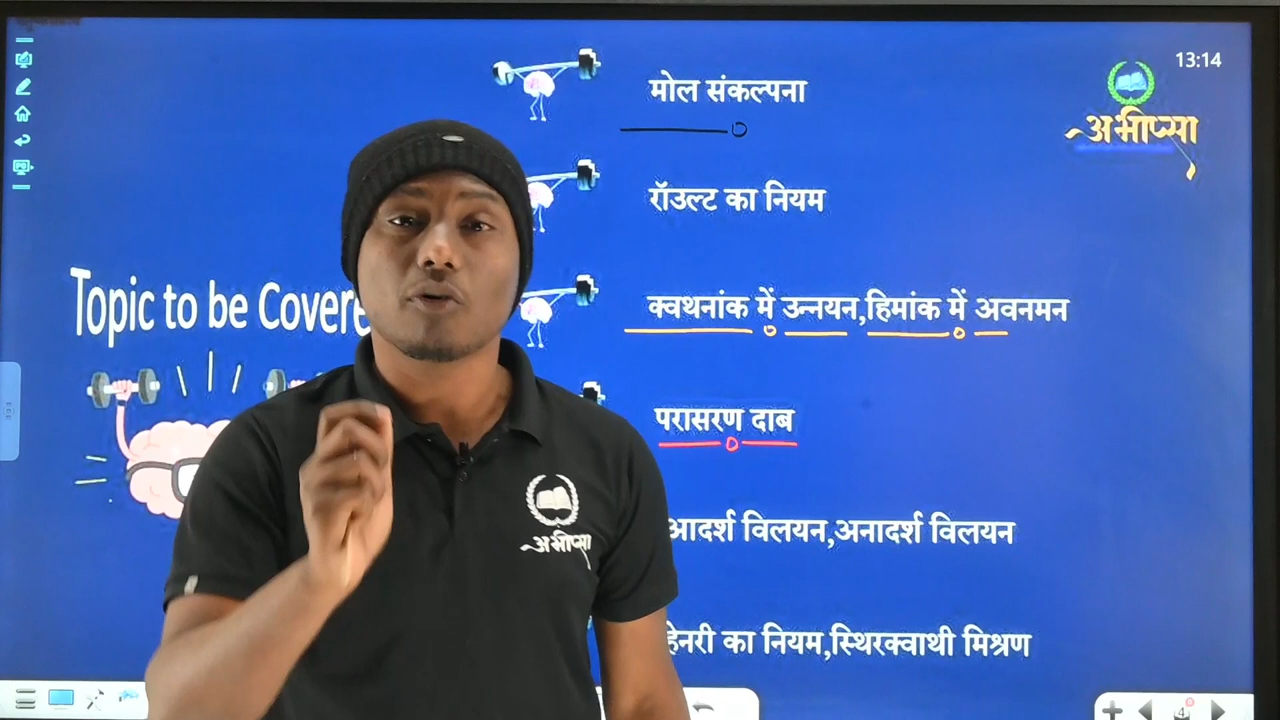 13:14
मोल संकल्पना
अभीप्सा
रॉउल्ट का नियम
Topic to be Covere
क्वथनांक में उन्नयन,हिमांक में अवनमन
परासरण दाब
आदर्श विलयन,अनादर्श विलयन
अभीप्सा
हेनरी का नियम,स्थिरक्वाथी मिश्रण
4